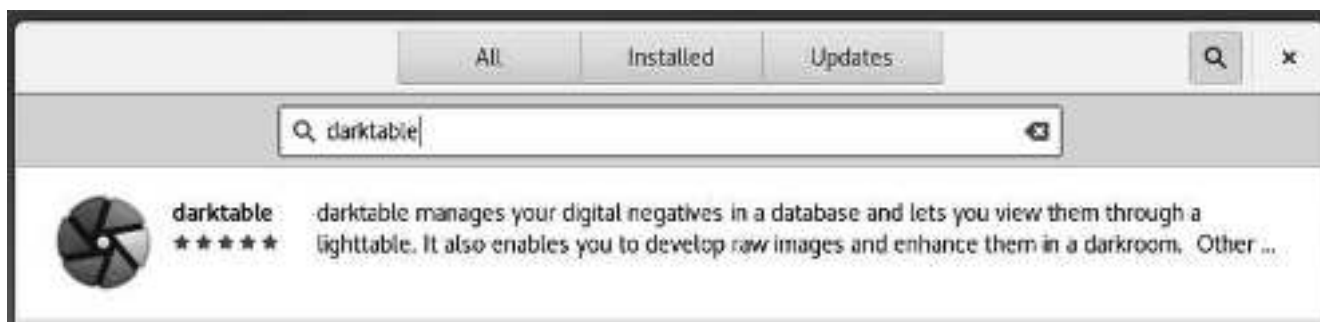 All Installed Updates
darktable
darktable darktable manages your digital negatives in a database and lets you view them through a
lighttable. It also enables you to develop raw images and enhance them in a darkroom. Other ...